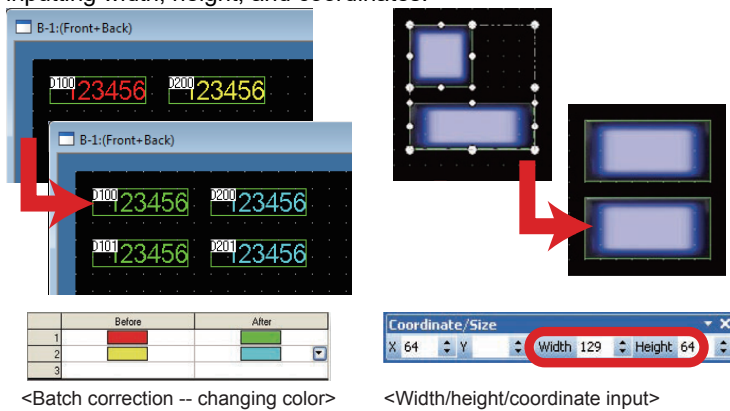 inputting width, height, and coordinates.
B-1:(Front+Back)
D100 123456 D200 123456
B-1:(Front+Back)
D100 123456 D200 123456
D101 123456 D201 123456
Before After
1
2
3
Coordinate/Size
X 64 Y Width 129 Height 64
<Batch correction -- changing color>
<Width/height/coordinate input>